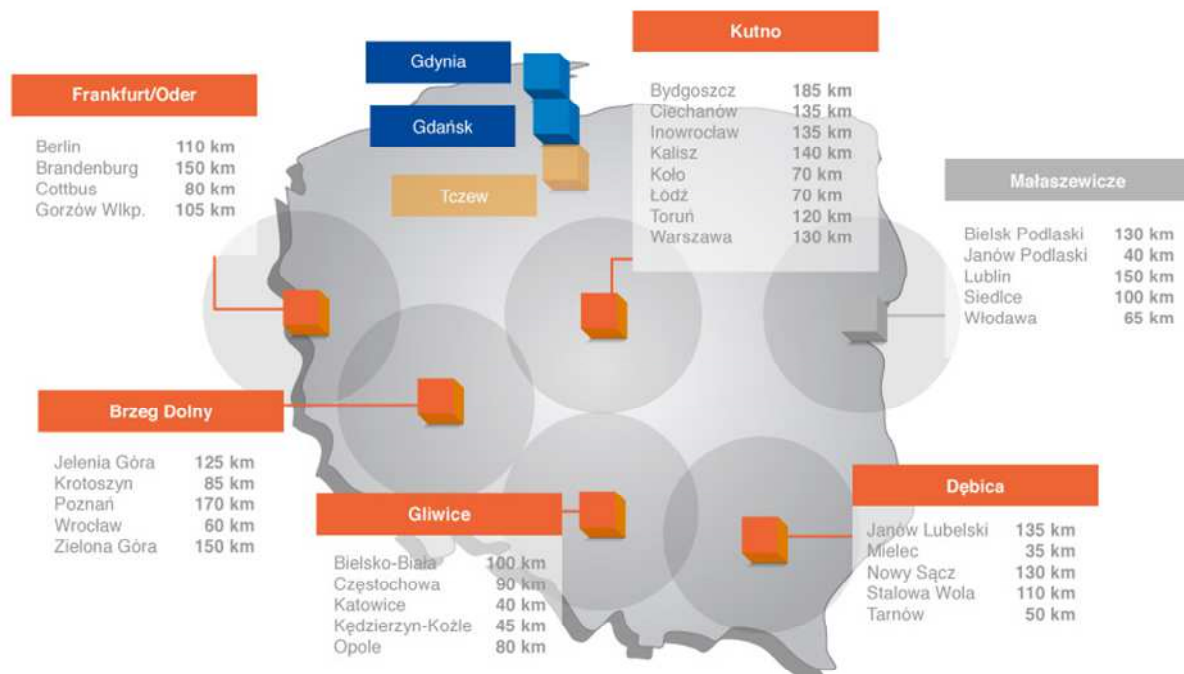 Kutno
Bydgoszcz 185 km
Ciechanów 135 km
Inowrocław 135 km
Kalisz 140 km
Koło 70 km
Łódź 70 km
Toruń 120 km
Warszawa 130 km
Gdynia
Gdańsk
Tczew
Frankfurt/Oder
Berlin 110 km
Brandenburg 150 km
Cottbus 80 km
Gorzów Wlkp. 105 km
Małaszewicze
Bielsk Podlaski 130 km
Janów Podlaski 40 km
Lublin 150 km
Siedlce 100 km
Włodawa 65 km
Brzeg Dolny
Jelenia Góra 125 km
Krotoszyn 85 km
Poznań 170 km
Wrocław 60 km
Zielona Góra 150 km
Gliwice
Bielsko-Biała 100 km
Częstochowa 90 km
Katowice 40 km
Kędzierzyn-Koźle 45 km
Opole 80 km
Dębica
Janów Lubelski 135 km
Mielec 35 km
Nowy Sącz 130 km
Stalowa Wola 110 km
Tarnów 50 km